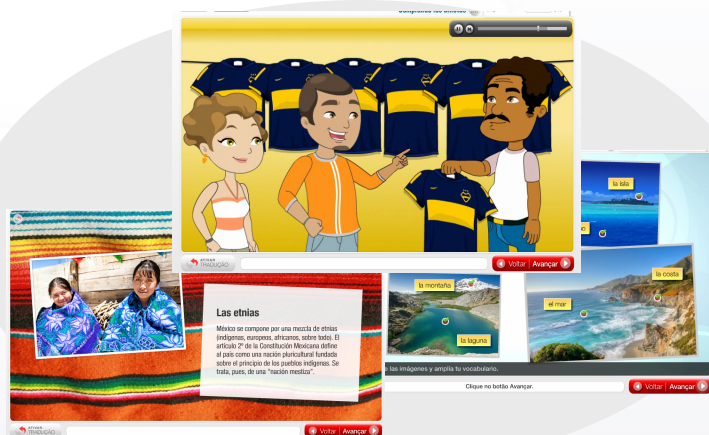 Voltar | Avançar
ATIVAR
TRADUÇÃO
la isla
la costa
la montaña
el mar
la laguna
Las etnias
México se compone por una mezcla de etnias
(indígenas, europeos, africanos, sobre todo). El
artículo 2º de la Constitución Mexicana define
al país como una nación pluricultural fundada
sobre el principio de los pueblos indígenas. Se
trata, pues, de una "nación mestiza".
las imágenes y amplía tu vocabulario.
Clique no botão Avançar.
Voltar | Avançar
ATIVAR
TRADUÇÃO
Voltar | Avançar